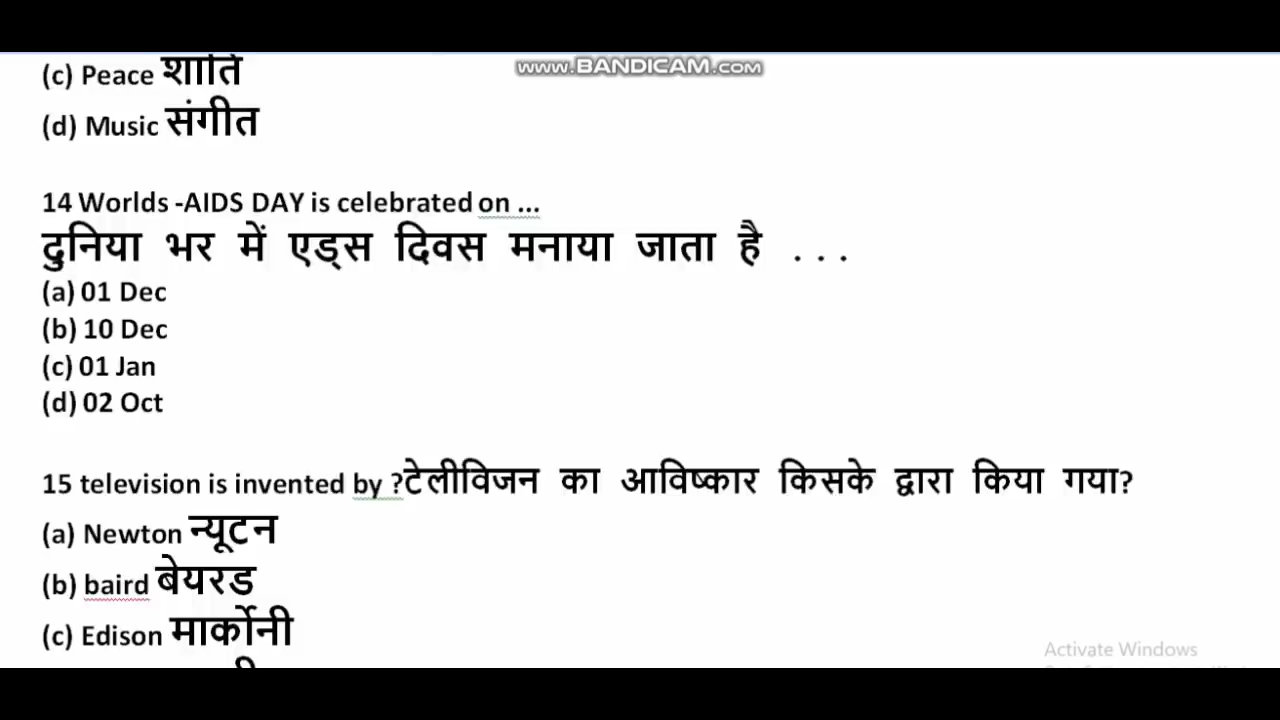 (c) Peace शांति
www.BANDICAM.com
(d) Music संगीत
14 Worlds -AIDS DAY is celebrated on ...
दुनिया भर में एड्स दिवस मनाया जाता है ...
(a) 01 Dec
(b) 10 Dec
(c) 01 Jan
(d) 02 Oct
15 television is invented by ?टेलीविजन का आविष्कार किसके द्वारा किया गया?
(a) Newton न्यूटन
(b) baird बेयरड
(c) Edison मार्कोनी
Activate Windows